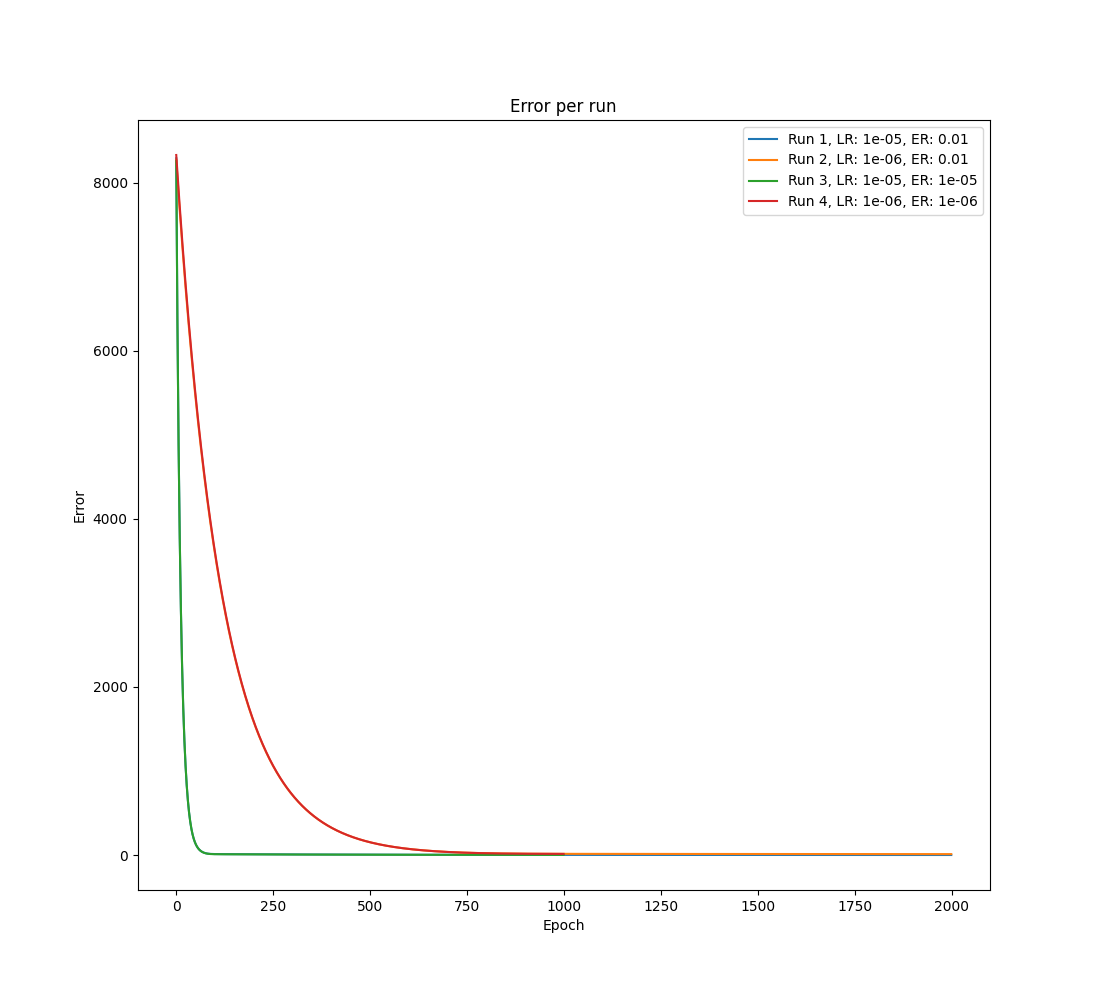 Error per run
Run 1, LR: 1e-05, ER: 0.01
Run 2, LR: 1e-06, ER: 0.01
Run 3, LR: 1e-05, ER: 1e-05
Run 4, LR: 1e-06, ER: 1e-06
8000
6000
4000
2000
0
Error
0 250 500 750 1000 1250 1500 1750 2000
Epoch